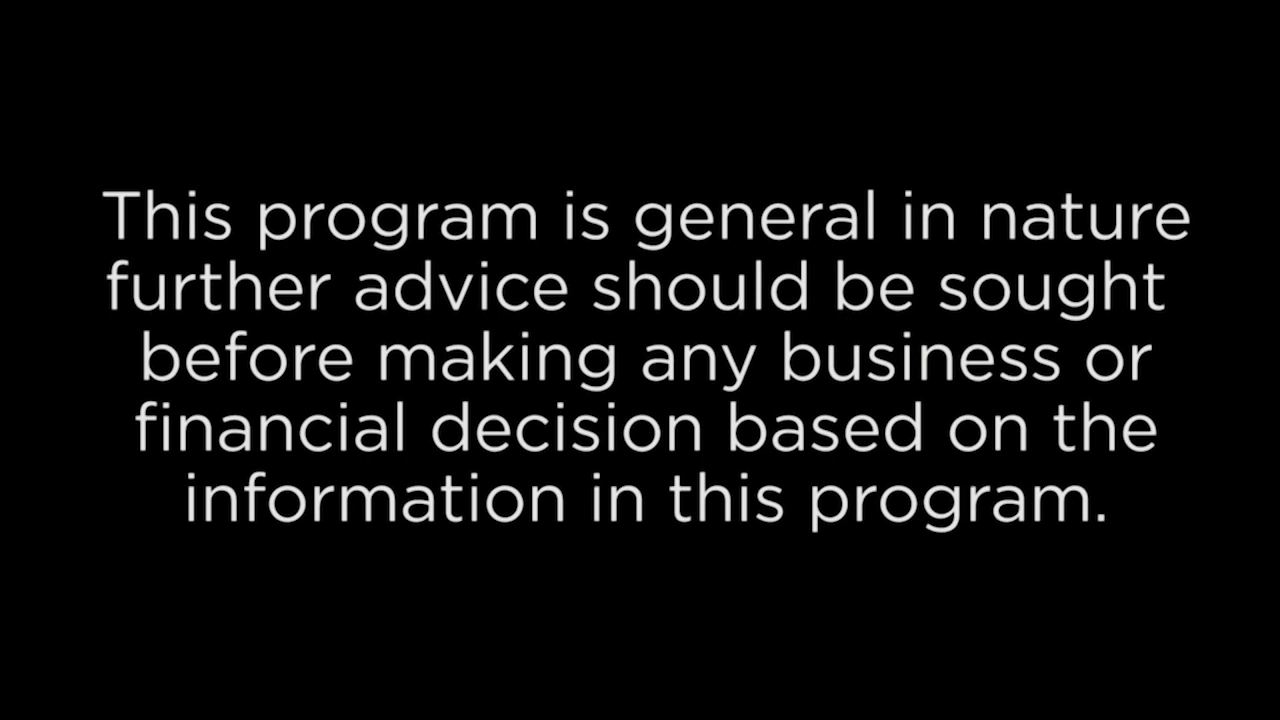 This program is general in nature
further advice should be sought
before making any business or
financial decision based on the
information in this program.